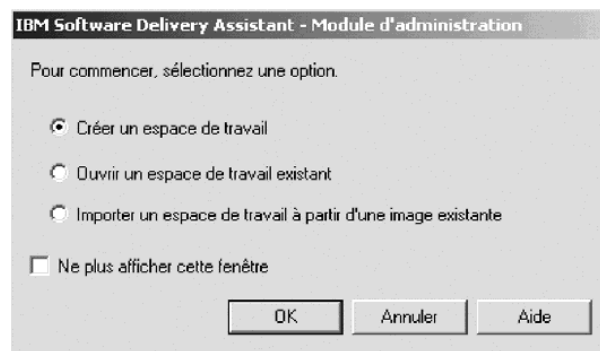 IBM Software Delivery Assistant - Module d'administration
Pour commencer, sélectionnez une option.
Créer un espace de travail
Ouvrir un espace de travail existant
Importer un espace de travail à partir d'une image existante
Ne plus afficher cette fenêtre
OK Annuler Aide